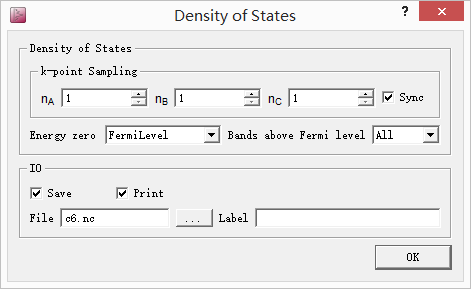 Density of States
? ×
Density of States
k-point Sampling
nA 1 nB 1 nC 1 Sync
Energy zero FermiLevel Bands above Fermi level All
IO
Save Print
File c6.nc ... Label
OK